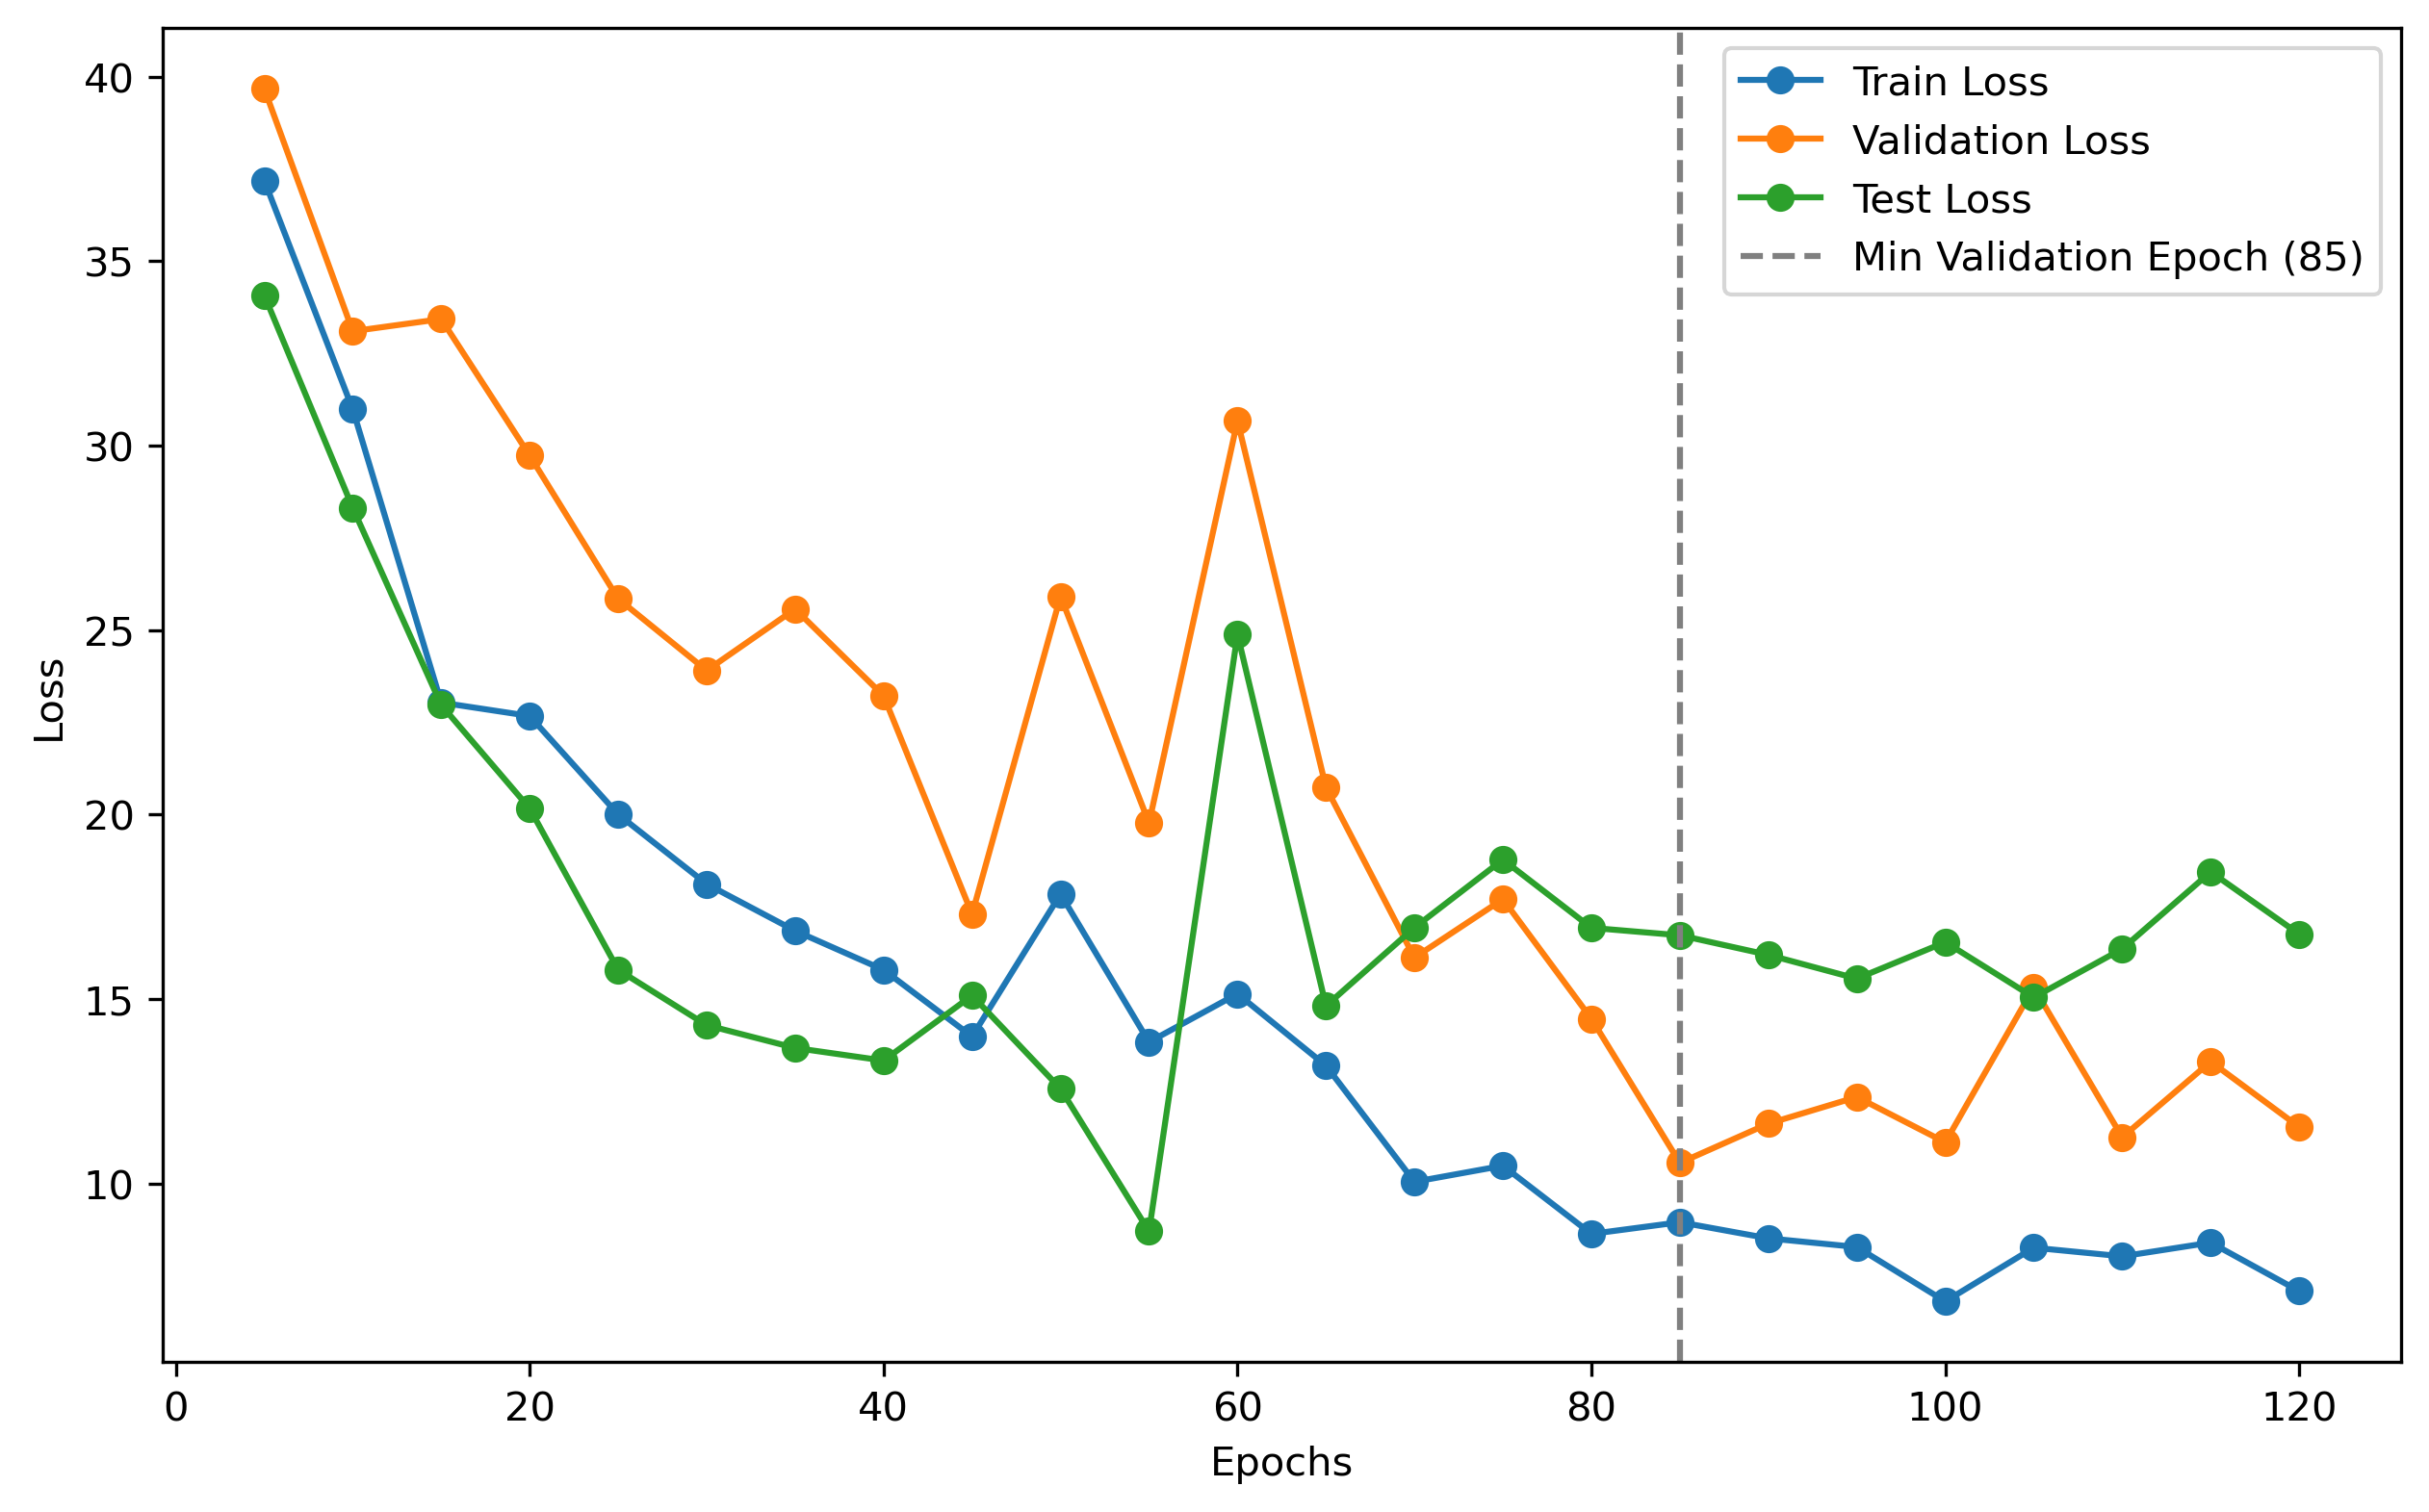 40
35
30
25
20
15
10
Loss
Train Loss
Validation Loss
Test Loss
Min Validation Epoch (85)
0 20 40 60 80 100 120
Epochs